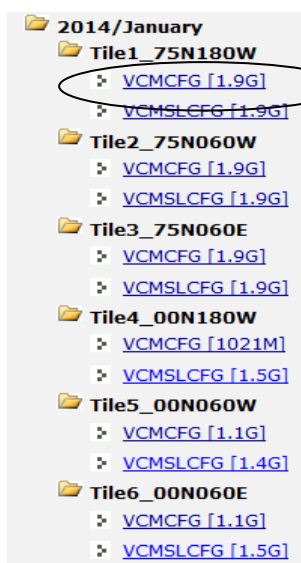 2014/January
Tile1_75N180W
VCMCFG [1.9G]
VCMSLCFG [1.9G]
Tile2_75N060W
VCMCFG [1.9G]
VCMSLCFG [1.9G]
Tile3_75N060E
VCMCFG [1.9G]
VCMSLCFG [1.9G]
Tile4_00N180W
VCMCFG [1021M]
VCMSLCFG [1.5G]
Tile5_00N060W
VCMCFG [1.1G]
VCMSLCFG [1.4G]
Tile6_00N060E
VCMCFG [1.1G]
VCMSLCFG [1.5G]